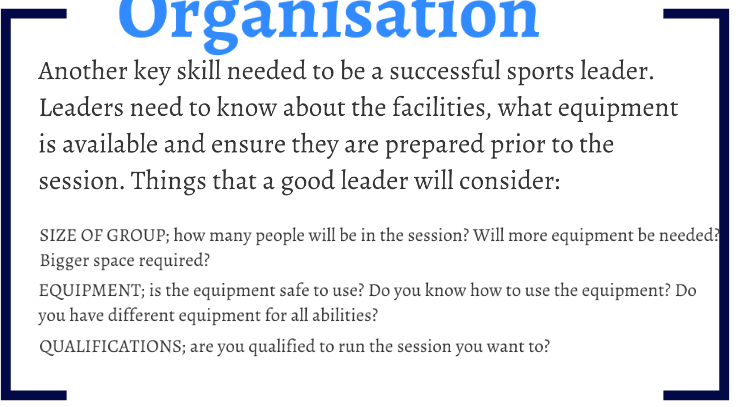 Organisation
Another key skill needed to be a successful sports leader.
Leaders need to know about the facilities, what equipment
is available and ensure they are prepared prior to the
session. Things that a good leader will consider:
SIZE OF GROUP; how many people will be in the session? Will more equipment be needed?
Bigger space required?
EQUIPMENT; is the equipment safe to use? Do you know how to use the equipment? Do
you have different equipment for all abilities?
QUALIFICATIONS; are you qualified to run the session you want to?